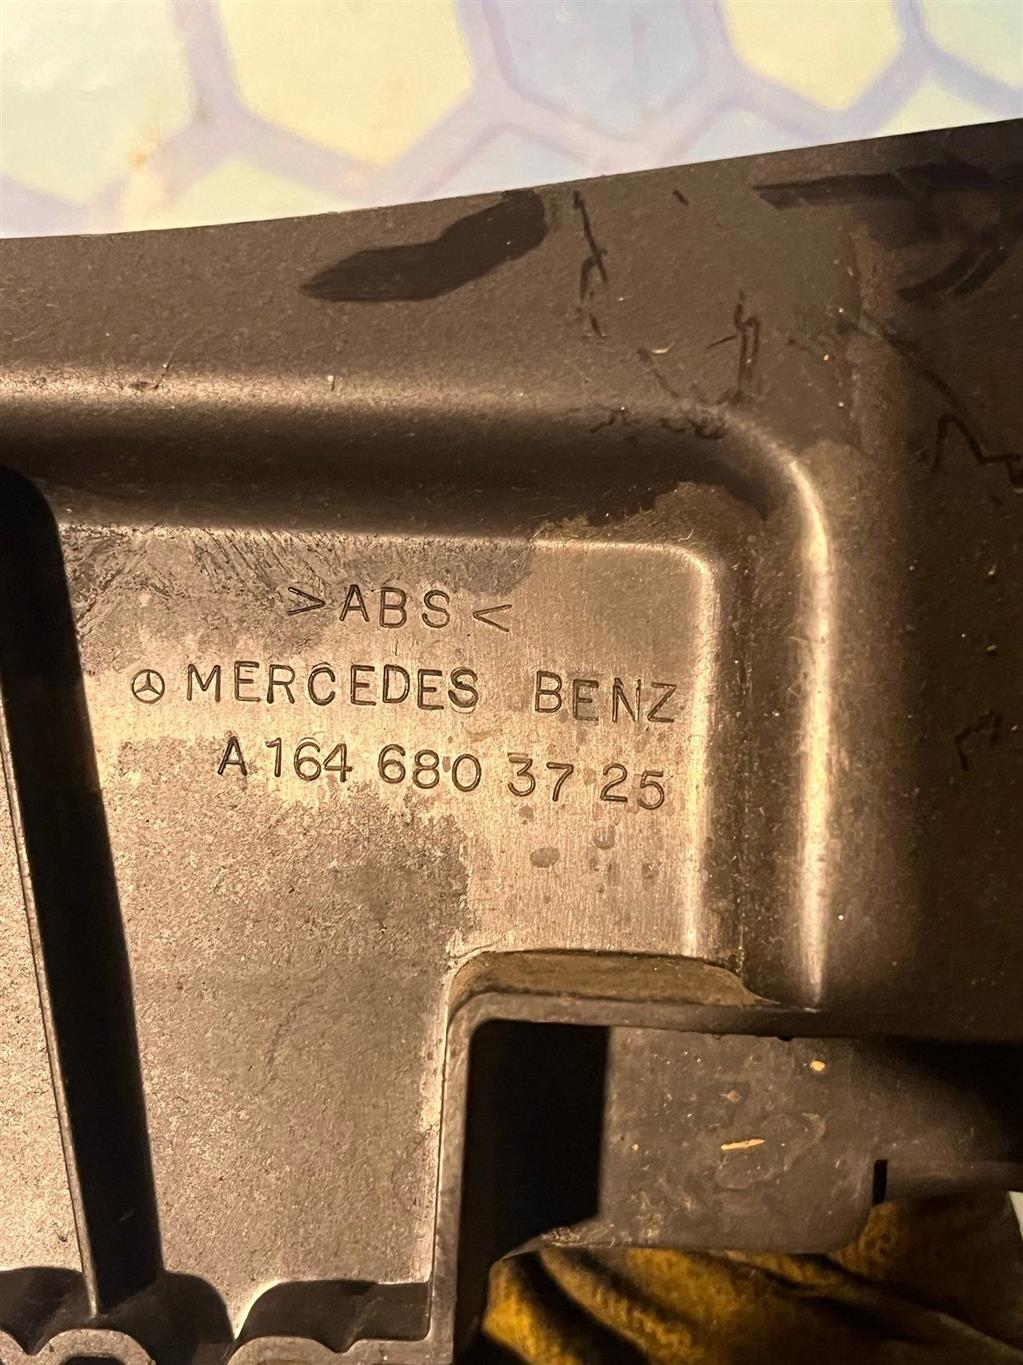 >ABS<
MERCEDES BENZ
A 164 680 37 25